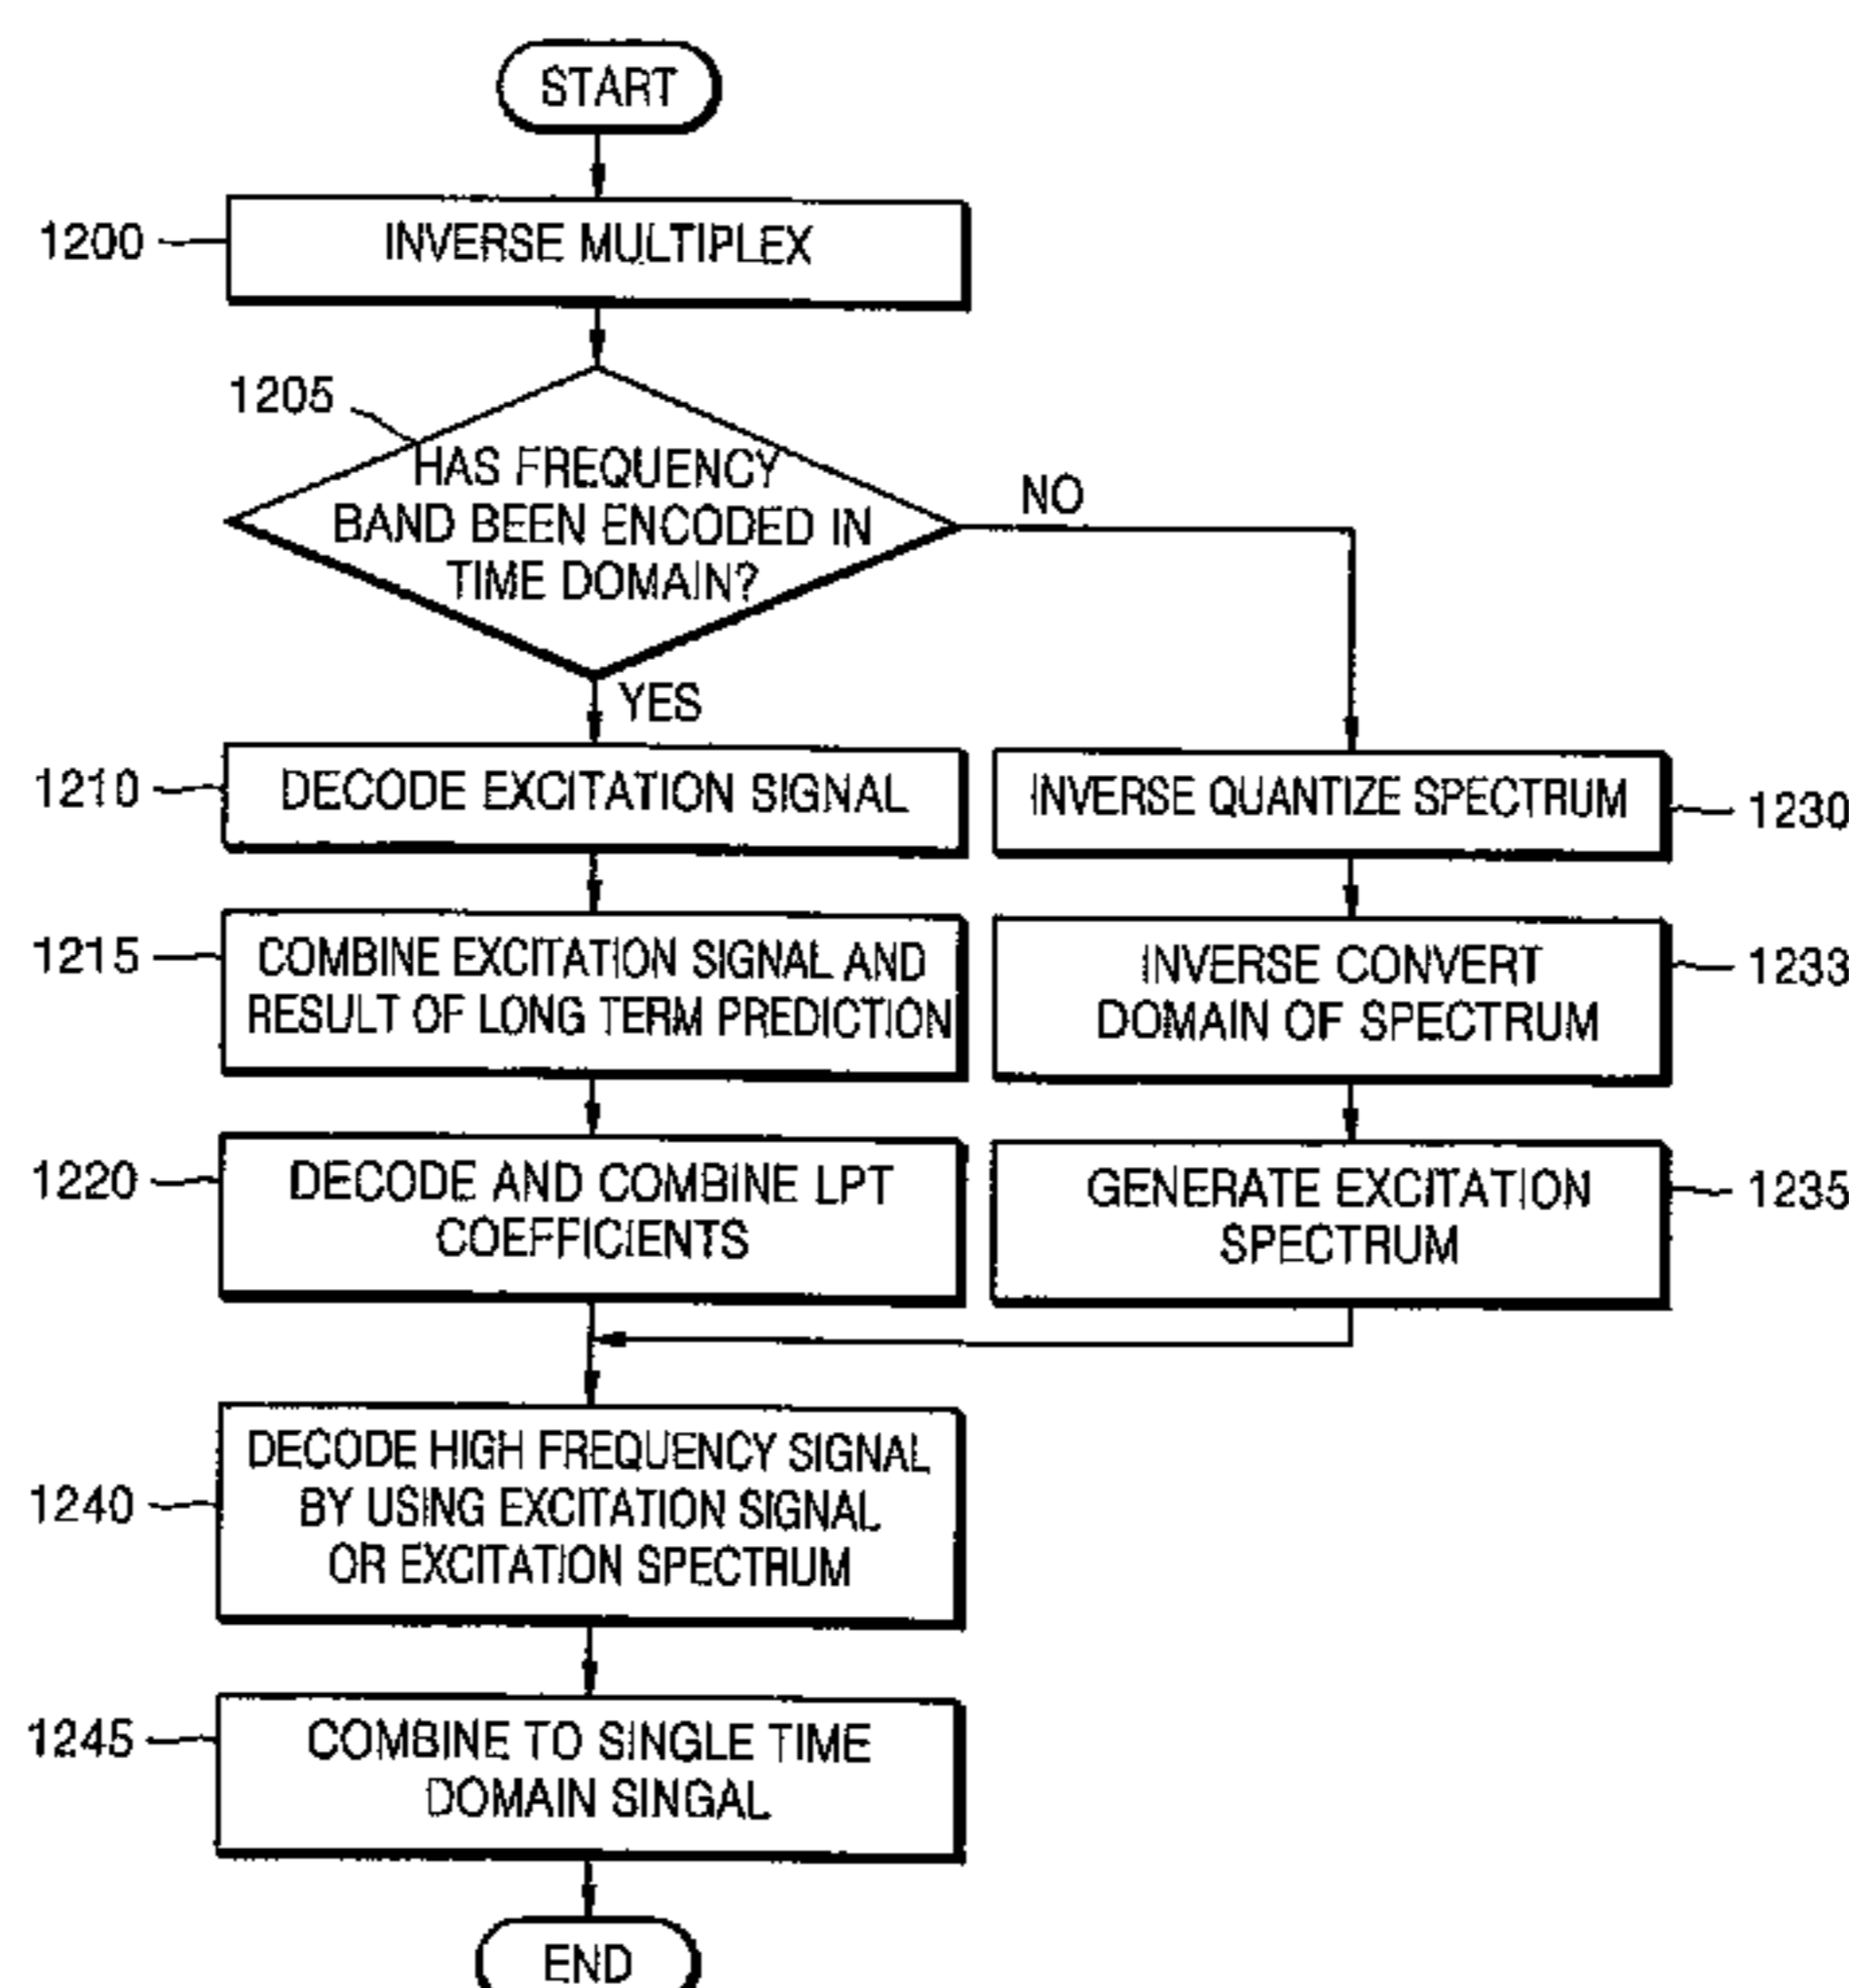 START
1200
INVERSE MULTIPLEX
1205
HAS FREQUENCY
BAND BEEN ENCODED IN
TIME DOMAIN?
NO
YES
1210
DECODE EXCITATION SIGNAL
INVERSE QUANTIZE SPECTRUM
1230
1215
COMBINE EXCITATION SIGNAL AND
RESULT OF LONG TERM PREDICTION
INVERSE CONVERT
DOMAIN OF SPECTRUM
1233
1220
DECODE AND COMBINE LPT
COEFFICIENTS
GENERATE EXCITATION
SPECTRUM
1235
1240
DECODE HIGH FREQUENCY SIGNAL
BY USING EXCITATION SIGNAL
OR EXCITATION SPECTRUM
1245
COMBINE TO SINGLE TIME
DOMAIN SINGAL
END